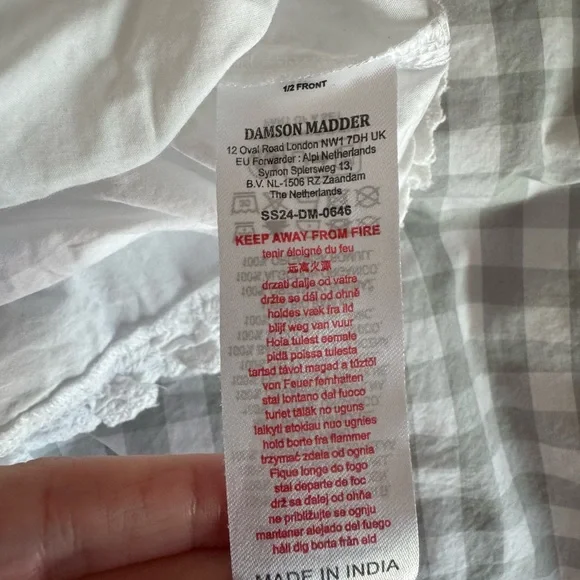 1/2 FRONT
DAMSON MADDER
12 Oval Road London NW1 7DH UK
EU Forwarder : Alpi Netherlands
Symon Spiersweg 13,
B.V. NL-1506 RZ Zaandam
The Netherlands
SS24-DM-0646
KEEP AWAY FROM FIRE
tenir éloigné du feu
远离火源
držati dalje od vatre
držte se dál od ohně
holdes væk fra ild
blijf weg van vuur
Hola tulest eemale
pidä poissa tulesta
tartsd távol magad a tűztől
von Feuer fernhalten
stai lontano dal fuoco
turiet tālāk no uguns
laikyti atokiau nuo ugnies
hold borte fra flammer
trzymać zdala od ognia
Fique longe do fogo
stai departe de foc
drž sa ďalej od ohňa
ne približujte se ognju
mantener alejado del fuego
håll dig borta från eld
MADE IN INDIA